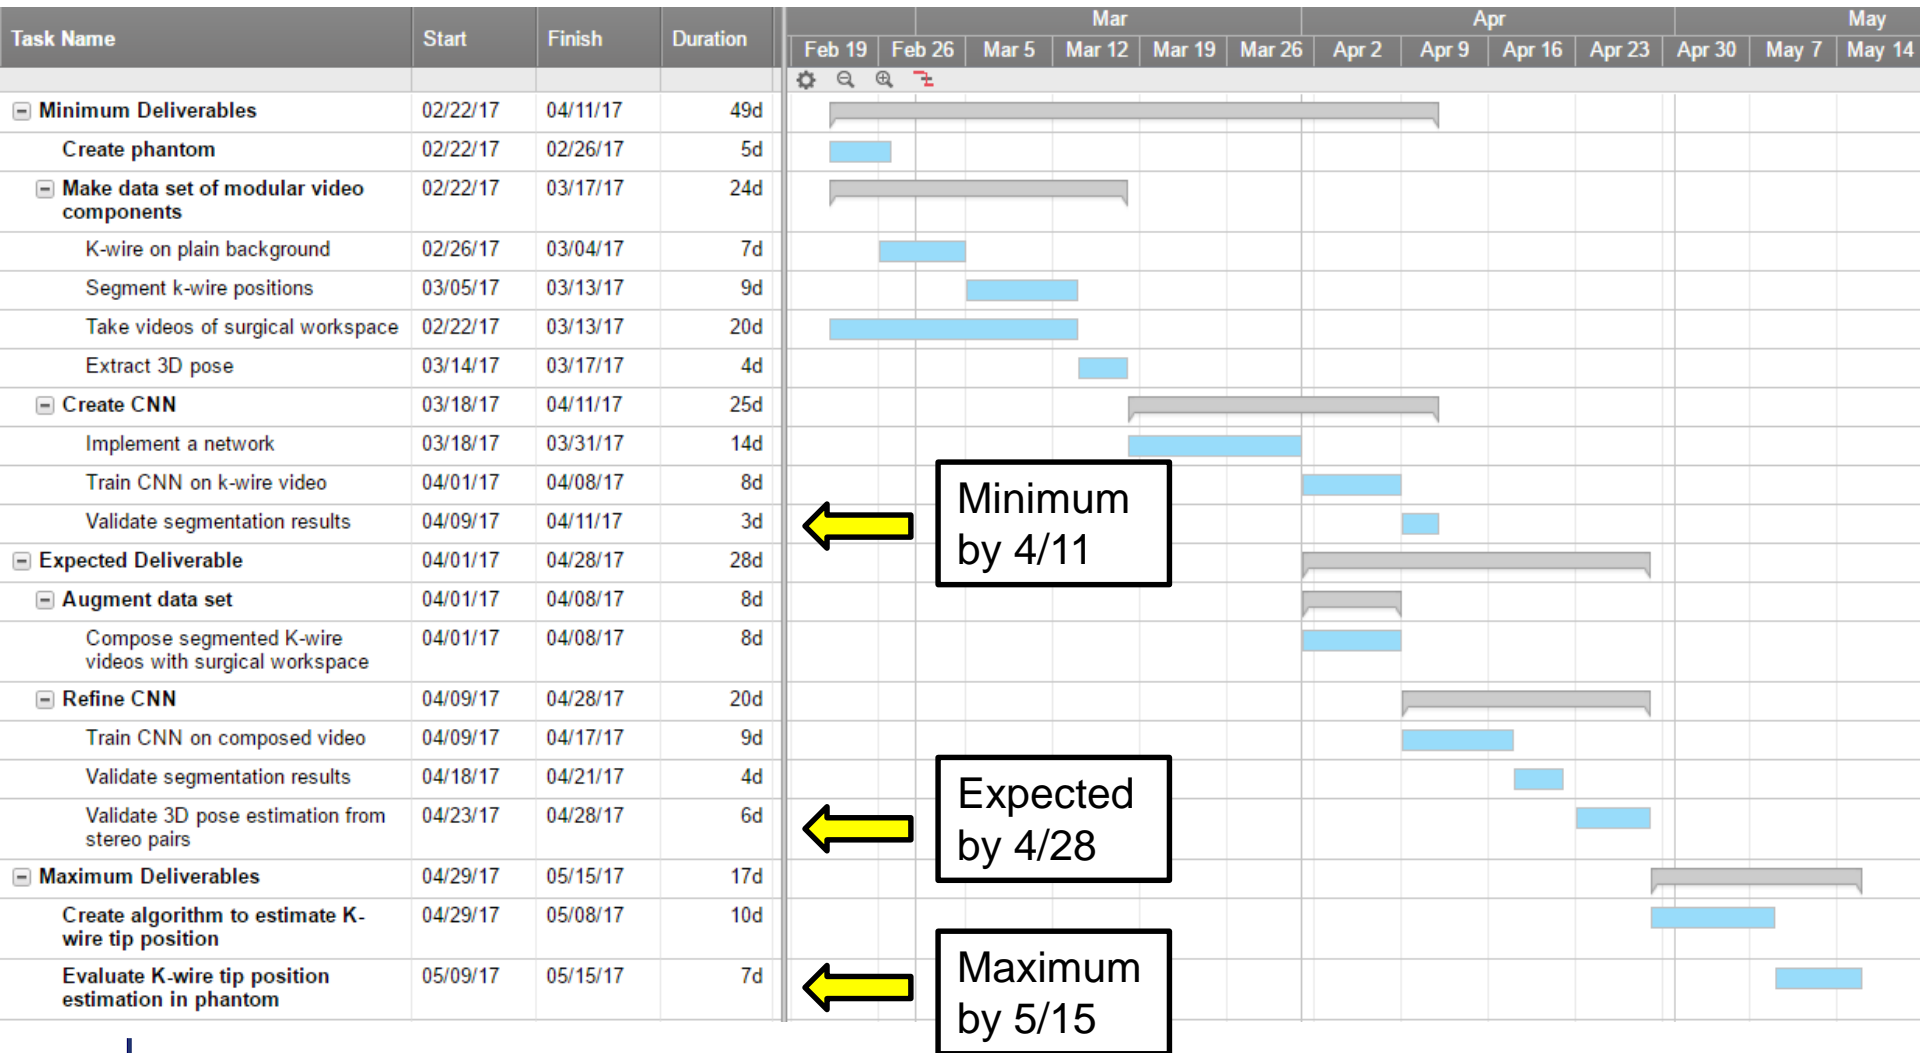 Task Name Start Finish Duration Mar Apr May
Feb 19 Feb 26 Mar 5 Mar 12 Mar 19 Mar 26 Apr 2 Apr 9 Apr 16 Apr 23 Apr 30 May 7 May 14
Minimum Deliverables 02/22/17 04/11/17 49d
Create phantom 02/22/17 02/26/17 5d
Make data set of modular video 02/22/17 03/17/17 24d
components
K-wire on plain background 02/26/17 03/04/17 7d
Segment k-wire positions 03/05/17 03/13/17 9d
Take videos of surgical workspace 02/22/17 03/13/17 20d
Extract 3D pose 03/14/17 03/17/17 4d
Create CNN 03/18/17 04/11/17 25d
Implement a network 03/18/17 03/31/17 14d
Train CNN on k-wire video 04/01/17 04/08/17 8d
Validate segmentation results 04/09/17 04/11/17 3d
Minimum
by 4/11
Expected Deliverable 04/01/17 04/28/17 28d
Augment data set 04/01/17 04/08/17 8d
Compose segmented K-wire 04/01/17 04/08/17 8d
videos with surgical workspace
Refine CNN 04/09/17 04/28/17 20d
Train CNN on composed video 04/09/17 04/17/17 9d
Validate segmentation results 04/18/17 04/21/17 4d
Validate 3D pose estimation from 04/23/17 04/28/17 6d
stereo pairs
Expected
by 4/28
Maximum Deliverables 04/29/17 05/15/17 17d
Create algorithm to estimate K- 04/29/17 05/08/17 10d
wire tip position
Evaluate K-wire tip position 05/09/17 05/15/17 7d
estimation in phantom
Maximum
by 5/15